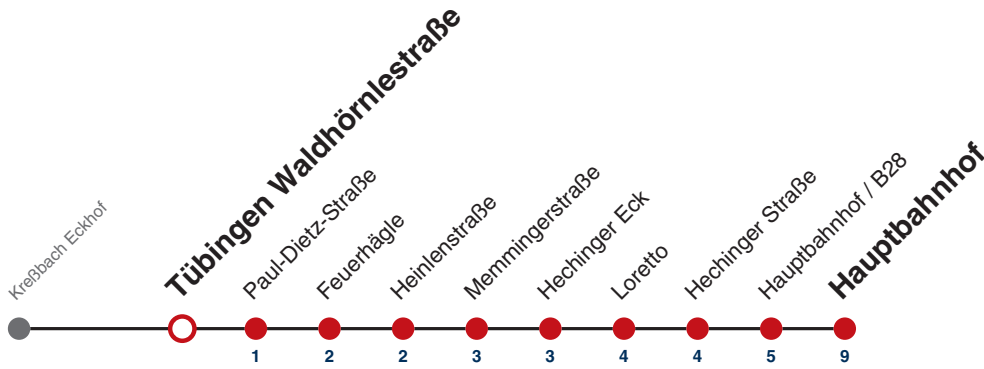 Kreßbach Eckhof
Tübingen Waldhörnlestraße
Paul-Dietz-Straße
Feuerhägle
Heinlenstraße
Memmingerstraße
Hechinger Eck
Loretto
Hechinger Straße
Hauptbahnhof / B28
Hauptbahnhof
1 2 2 3 3 4 4 5 9